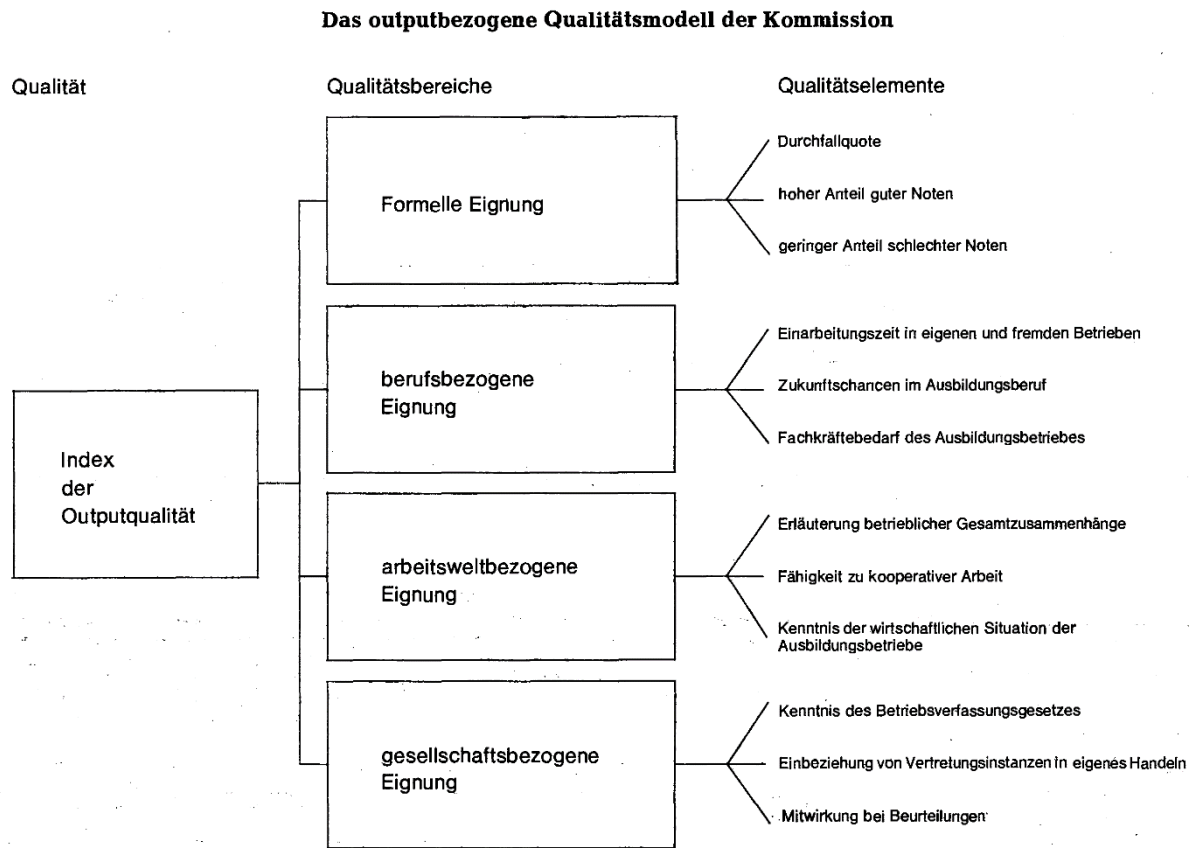 Das outputbezogene Qualitätsmodell der Kommission
Qualität
Qualitätsbereiche
Qualitätselemente
Index
der
Outputqualität
Formelle Eignung
Durchfallquote
hoher Anteil guter Noten
geringer Anteil schlechter Noten
berufsbezogene
Eignung
Einarbeitungszeit in eigenen und fremden Betrieben
Zukunftschancen im Ausbildungsberuf
Fachkräftebedarf des Ausbildungsbetriebes
arbeitsweltbezogene
Eignung
Erläuterung betrieblicher Gesamtzusammenhänge
Fähigkeit zu kooperativer Arbeit
Kenntnis der wirtschaftlichen Situation der
Ausbildungsbetriebe
gesellschaftsbezogene
Eignung
Kenntnis des Betriebsverfassungsgesetzes
Einbeziehung von Vertretungsinstanzen in eigenes Handeln
Mitwirkung bei Beurteilungen